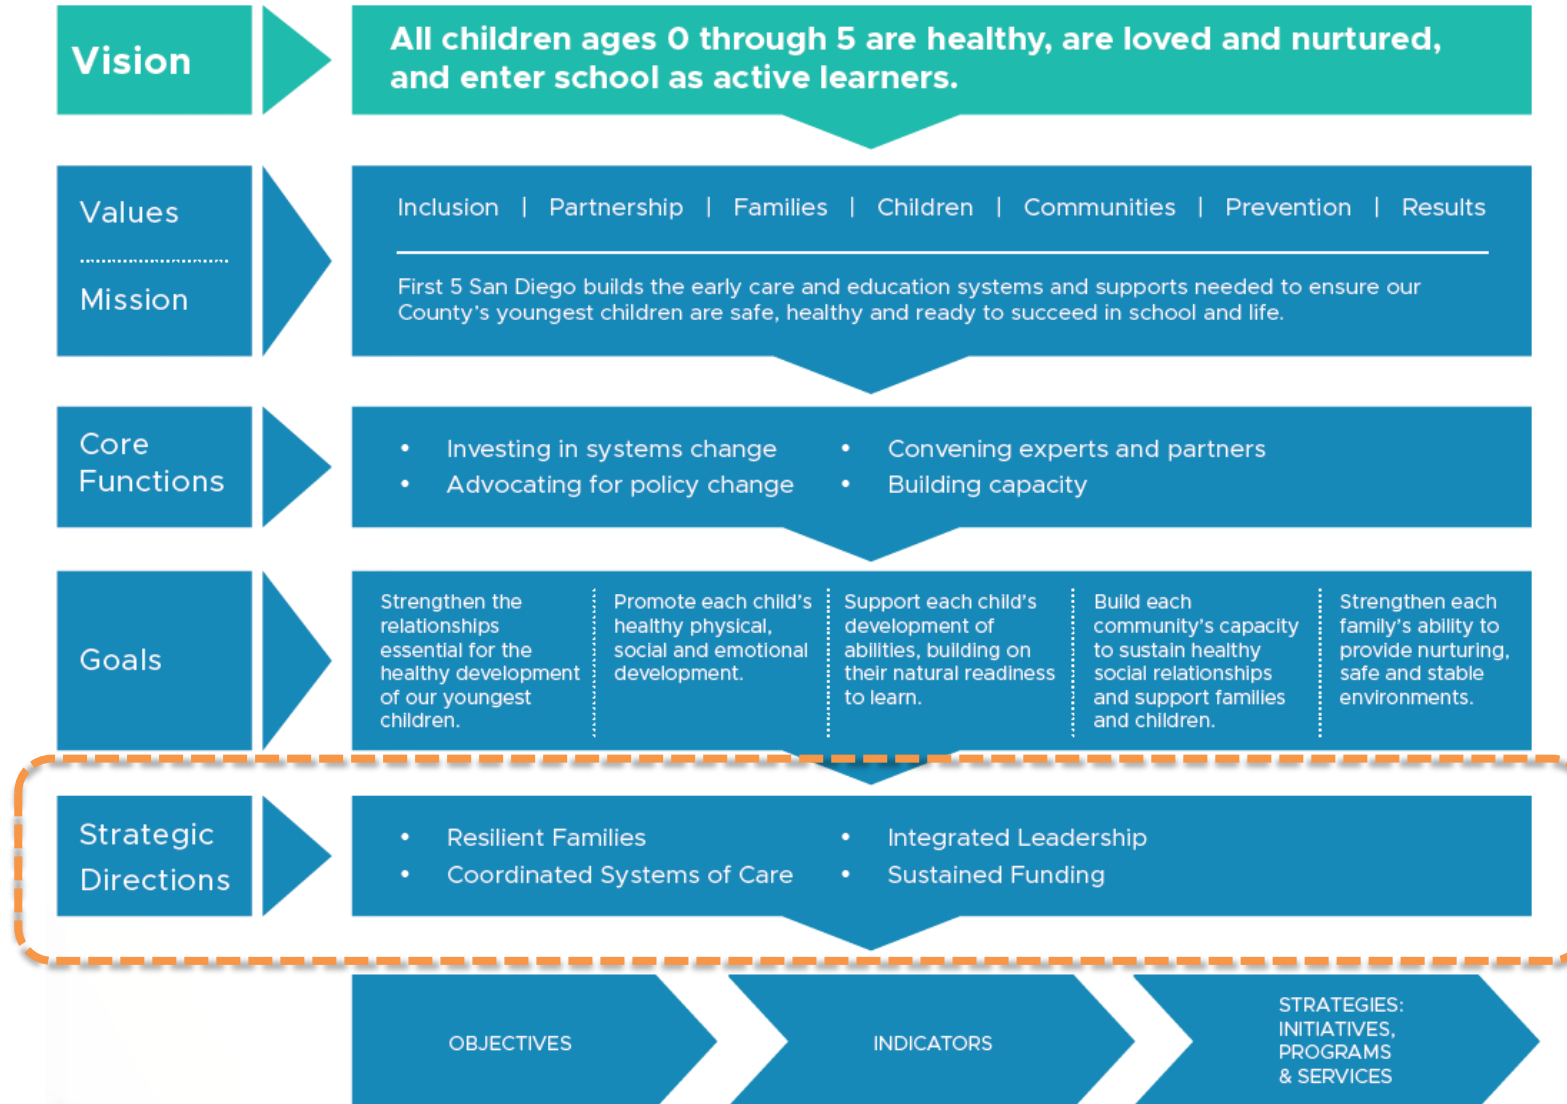 Vision
All children ages 0 through 5 are healthy, are loved and nurtured,
and enter school as active learners.
Values
Mission
Inclusion | Partnership | Families | Children | Communities | Prevention | Results
First 5 San Diego builds the early care and education systems and supports needed to ensure our
County's youngest children are safe, healthy and ready to succeed in school and life.
Core
Functions
• Investing in systems change
• Advocating for policy change
• Convening experts and partners
• Building capacity
Goals
Strengthen the
relationships
essential for the
healthy development
of our youngest
children.
Promote each child's
healthy physical,
social and emotional
development.
Support each child's
development of
abilities, building on
their natural readiness
to learn.
Build each
community's capacity
to sustain healthy
social relationships
and support families
and children.
Strengthen each
family's ability to
provide nurturing,
safe and stable
environments.
Strategic
Directions
• Resilient Families
• Coordinated Systems of Care
• Integrated Leadership
• Sustained Funding
OBJECTIVES
INDICATORS
STRATEGIES:
INITIATIVES,
PROGRAMS
& SERVICES